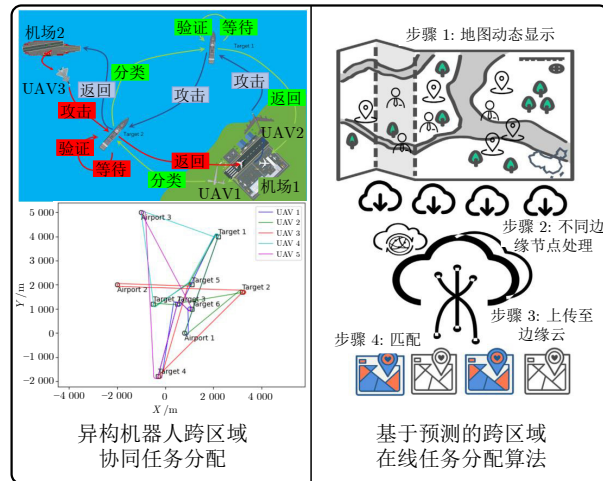 机场2
验证
等待
Target 1
UAV3
分类
返回
攻击
攻击
攻击
返回
UAV2
Target 2
验证
等待
返回
分类
UAV1
机场1
5 000
4 000
3 000
2 000
1 000
0
−1 000
−2 000
Y /m
Airport 3
Target 1
Target 5
Airport 2
Target 2
Target 3
Target 6
Airport 1
Target 4
UAV 1
UAV 2
UAV 3
UAV 4
UAV 5
−4 000
−2 000
0
2 000
4 000
X /m
异构机器人跨区域
协同任务分配
步骤 1: 地图动态显示
步骤 2: 不同边
缘节点处理
步骤 3: 上传至
边缘云
步骤 4: 匹配
基于预测的跨区域
在线任务分配算法